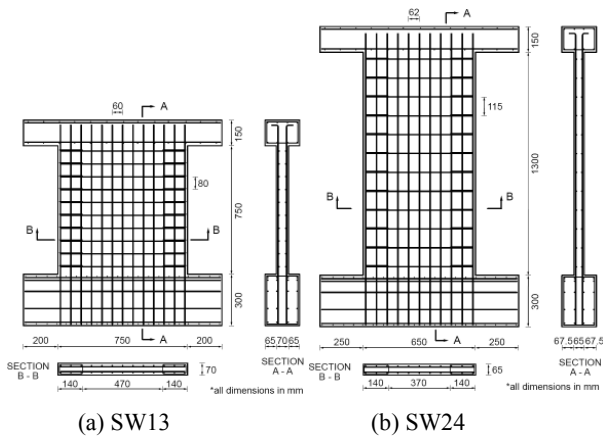 60
A
80
B
B
150
750
300
200
750
200
A
65
70
65
SECTION
B - B
70
140
470
140
SECTION
A - A
*all dimensions in mm
(a) SW13
62
A
115
B
B
150
1300
300
250
650
250
A
67.5
65
67.5
SECTION
B - B
65
140
370
140
SECTION
A - A
*all dimensions in mm
(b) SW24